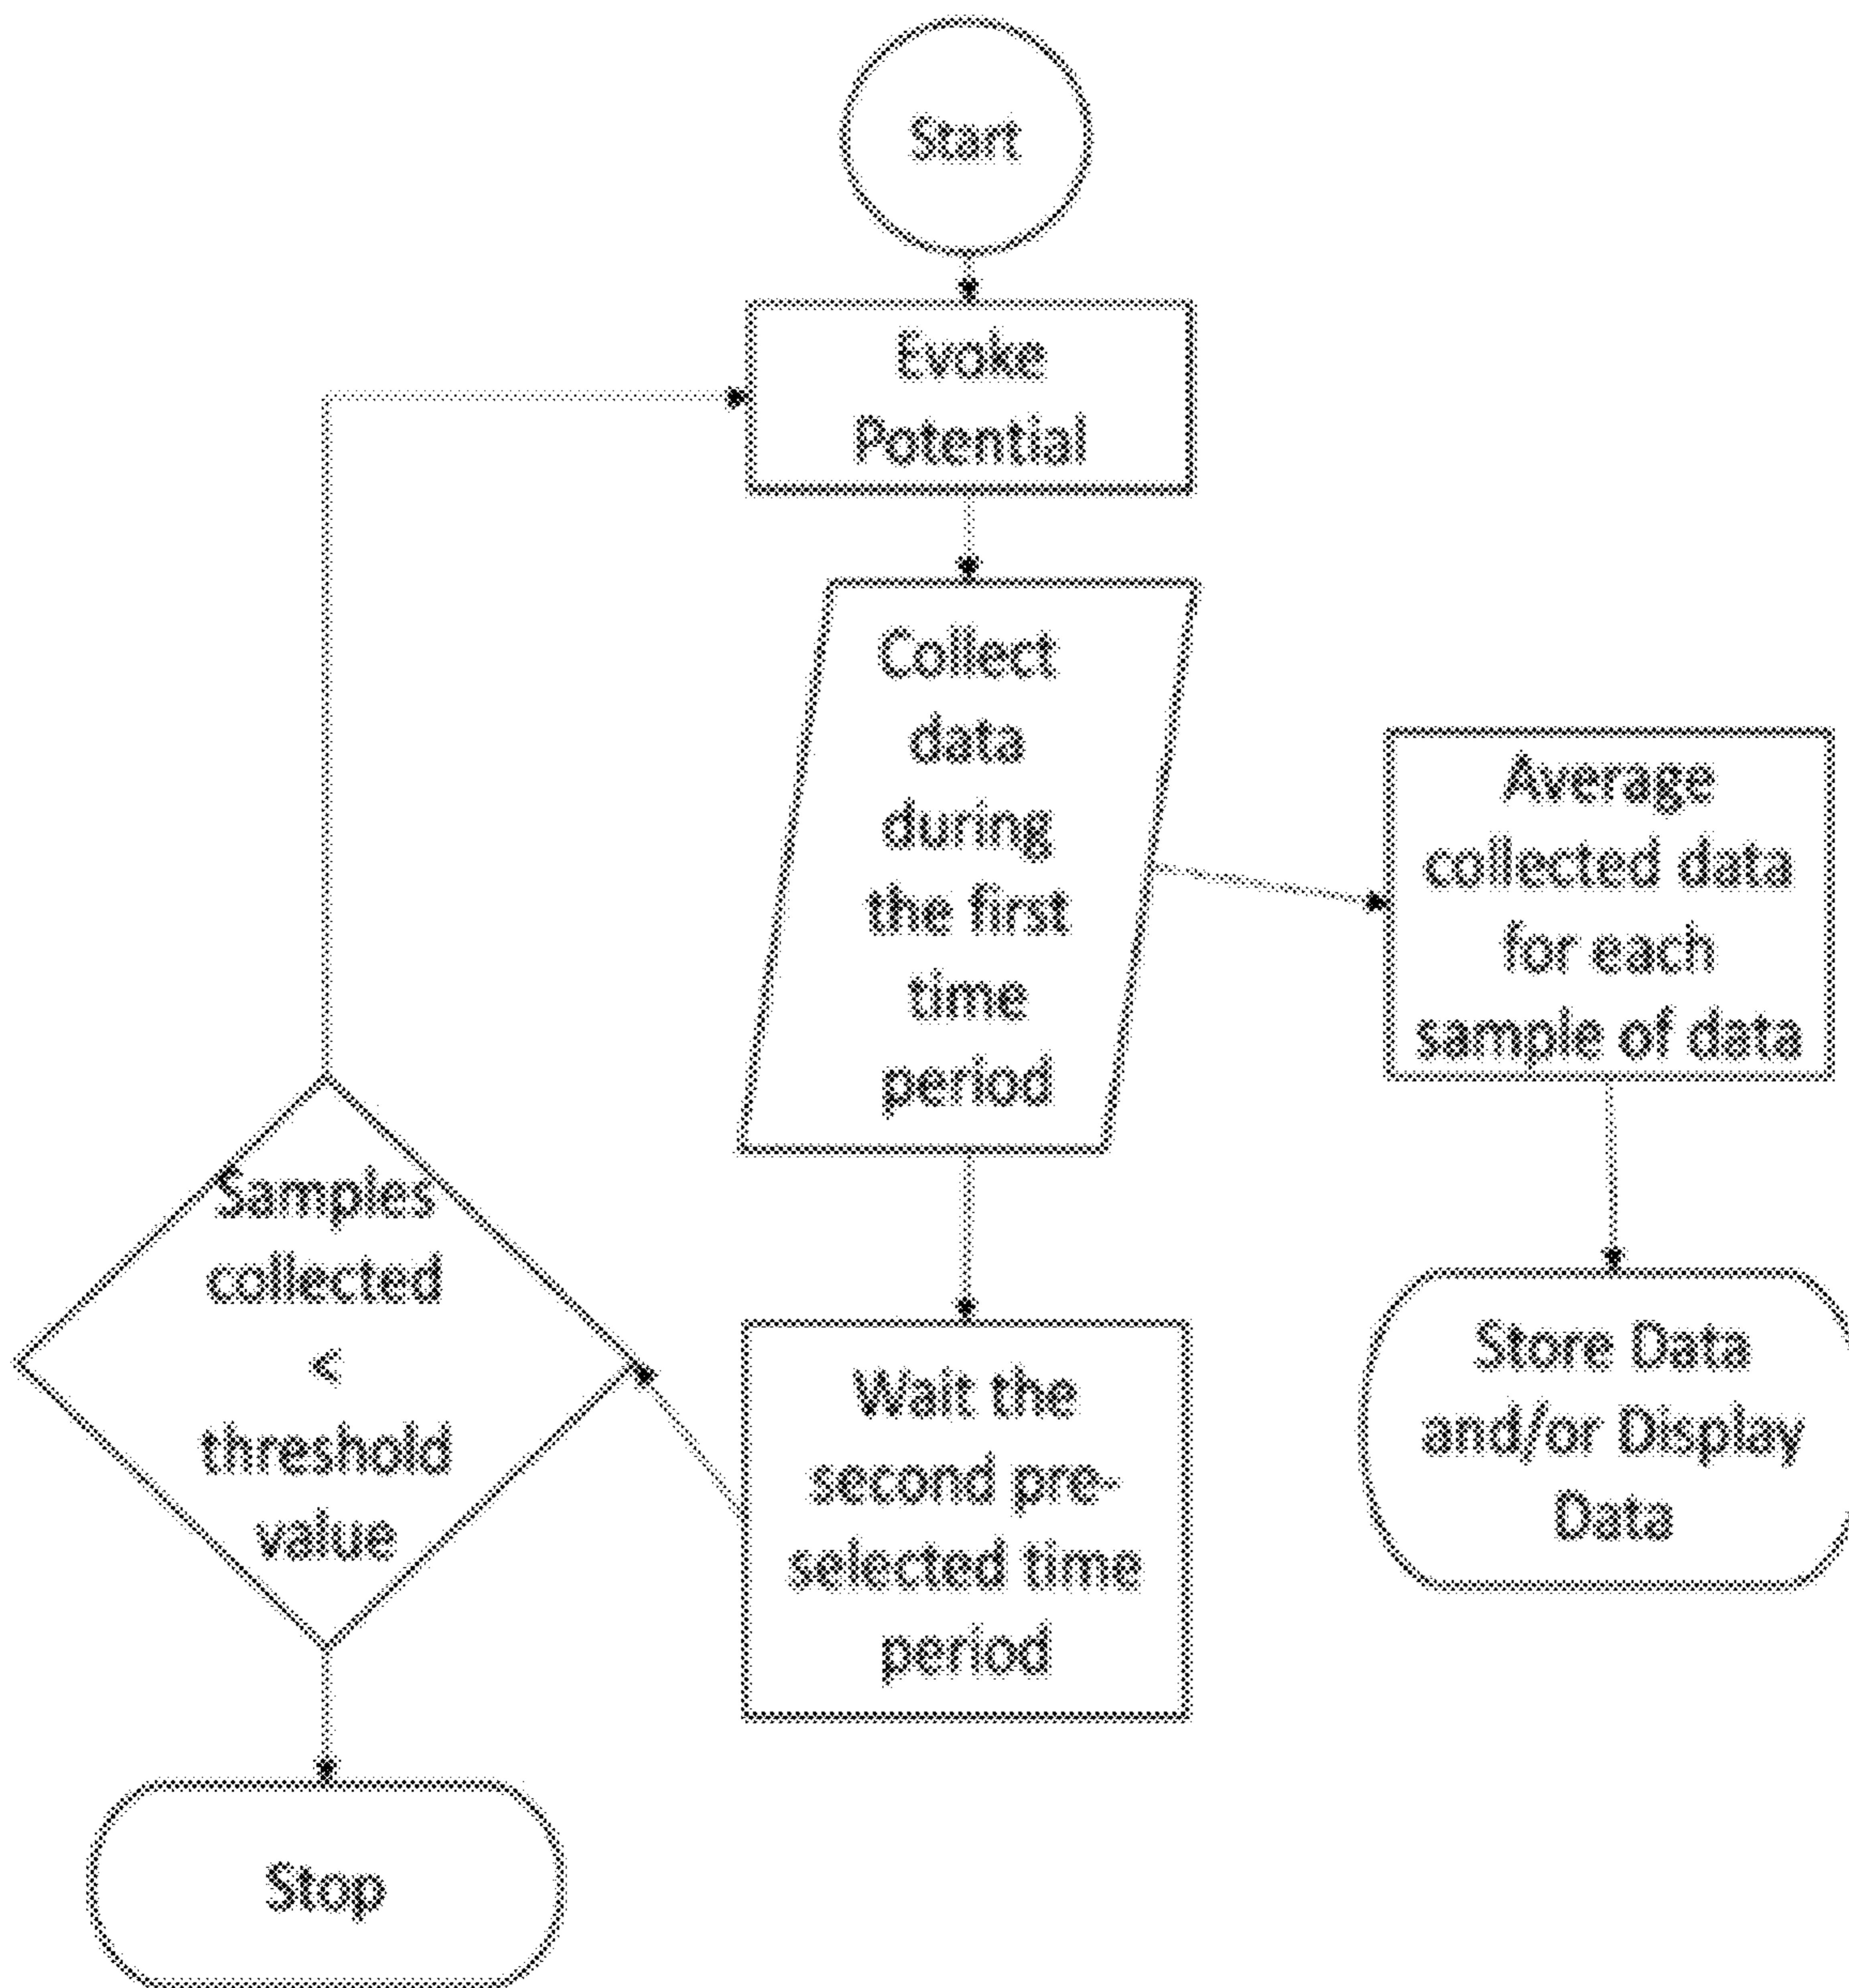 Start
Evoke
Potential
Collect
data
during
the first
time
period
Average
collected data
for each
sample of data
Samples
collected
<
threshold
value
Wait the
second pre-
selected time
period
Store Data
and/or Display
Data
Stop